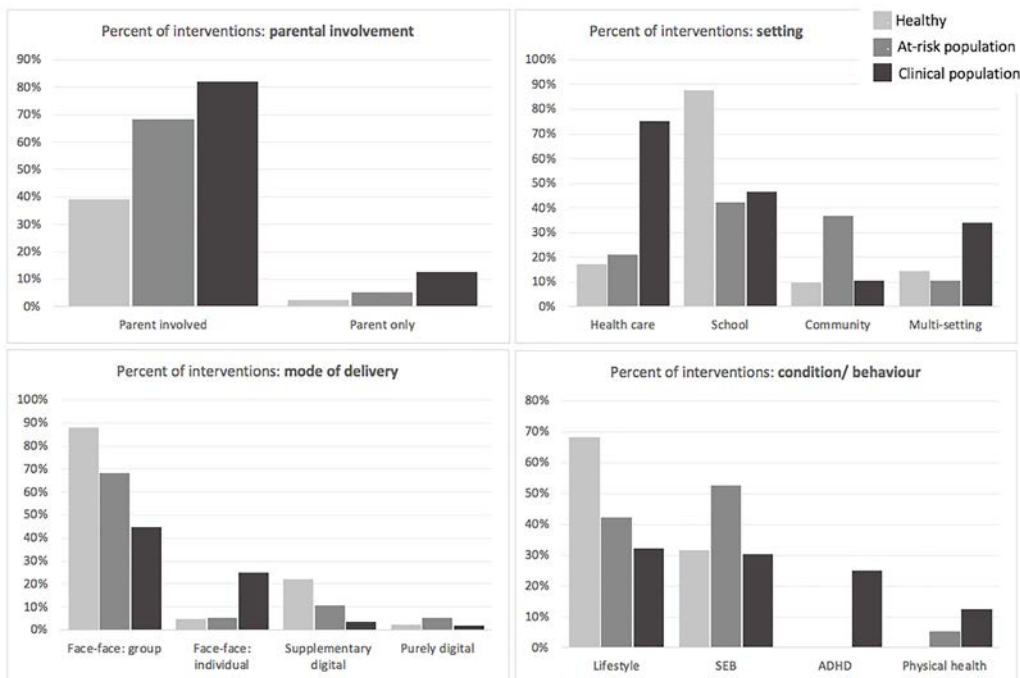 Percent of interventions: parental involvement
90%
80%
70%
60%
50%
40%
30%
20%
10%
0%
Parent involved
Parent only
Percent of interventions: setting
Healthy
At-risk population
Clinical population
100%
90%
80%
70%
60%
50%
40%
30%
20%
10%
0%
Health care
School
Community
Multi-setting
Percent of interventions: mode of delivery
100%
90%
80%
70%
60%
50%
40%
30%
20%
10%
0%
Face-face: group
Face-face:
individual
Supplementary
digital
Purely digital
Percent of interventions: condition/ behaviour
80%
70%
60%
50%
40%
30%
20%
10%
0%
Lifestyle
SEB
ADHD
Physical health